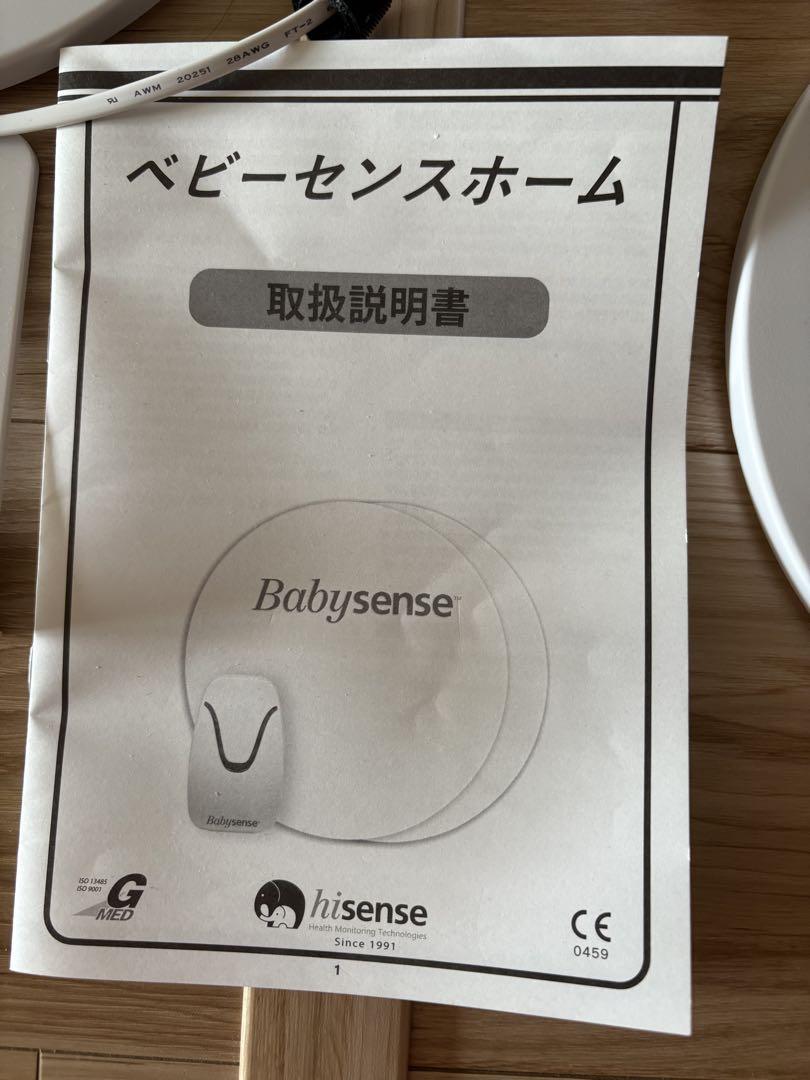 AWM 20251 28AWG FT-2
ベビーセンスホーム
取扱説明書
Babysense™
Babysense
ISO 13485
ISO 9001
G
MED
hisense
Health Monitoring Technologies
Since 1991
CE
0459
1